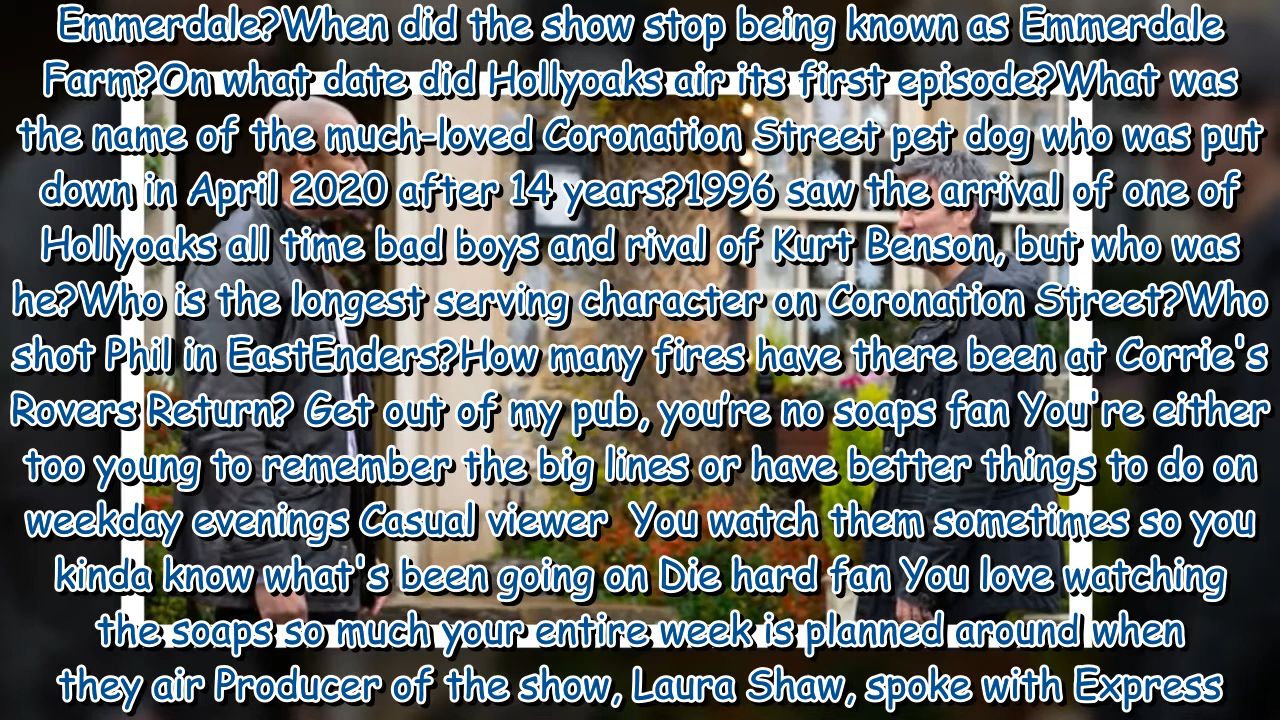 Emmerdale?When did the show stop being known as Emmerdale
Farm?On what date did Hollyoaks air its first episode?What was
the name of the much-loved Coronation Street pet dog who was put
down in April 2020 after 14 years?1996 saw the arrival of one of
Hollyoaks all time bad boys and rival of Kurt Benson, but who was
he?Who is the longest serving character on Coronation Street?Who
shot Phil in EastEnders?How many fires have there been at Corrie's
Rovers Return? Get out of my pub, you’re no soaps fan You're either
too young to remember the big lines or have better things to do on
weekday evenings Casual viewer  You watch them sometimes so you
kinda know what's been going on Die hard fan You love watching
the soaps so much your entire week is planned around when
they air Producer of the show, Laura Shaw, spoke with Express